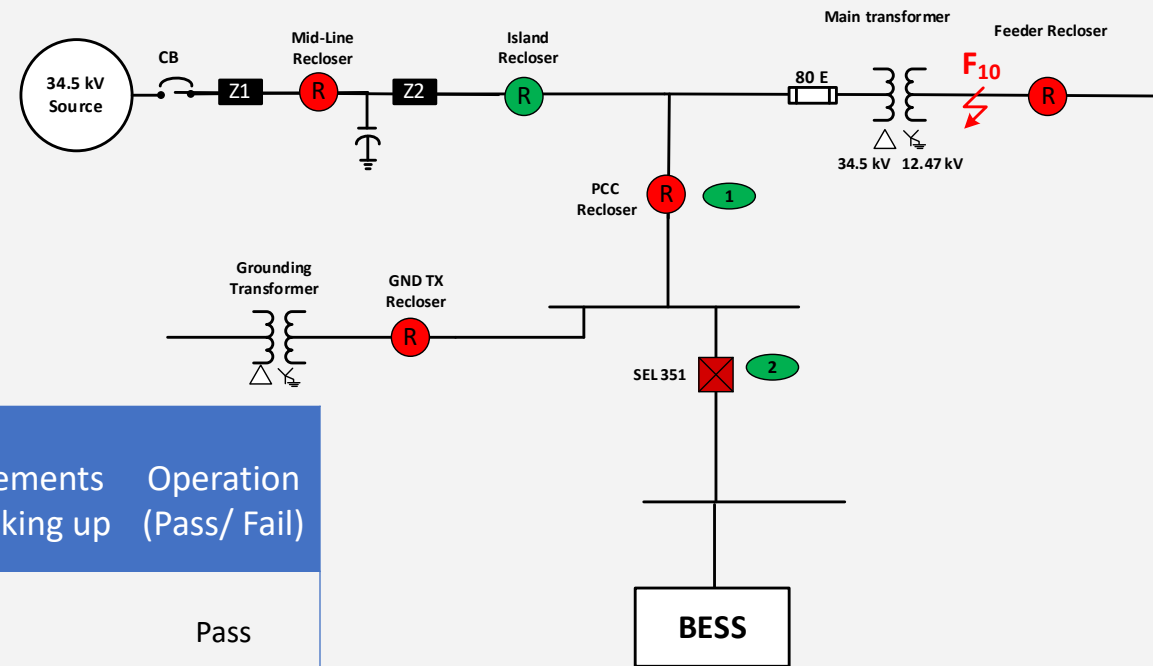 34.5 kV
Source
CB
Z1
Mid-Line
Recloser
R
Z2
Island
Recloser
R
80 E
Main transformer
34.5 kV 12.47 kV
F10
Feeder Recloser
R
PCC
Recloser
R
1
Grounding
Transformer
GND TX
Recloser
R
SEL 351
2
BESS
ements
king up
Operation
(Pass/ Fail)
Pass